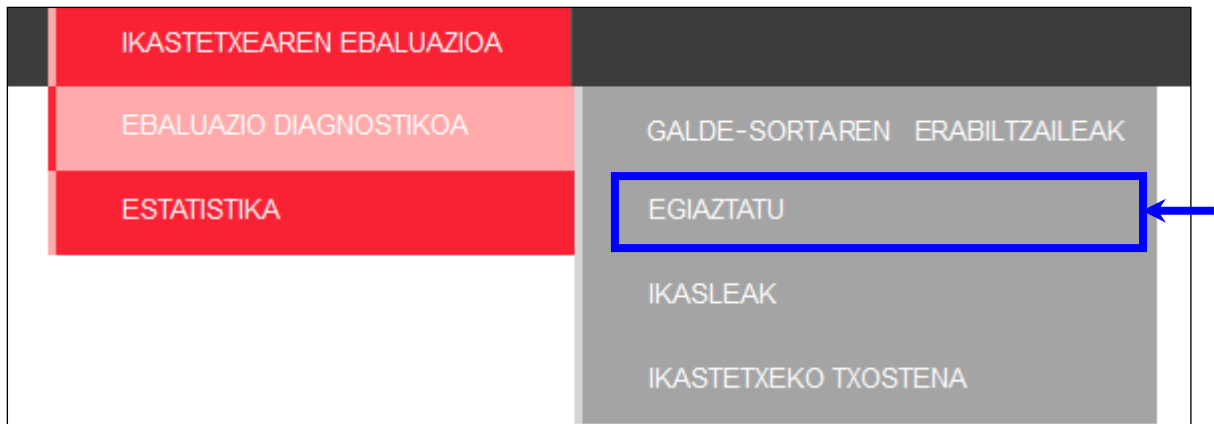 IKASTETXEAREN EBALUAZIOA
EBALUAZIO DIAGNOSTIKOA
ESTATISTIKA
GALDE-SORTAREN ERABILTZAILEAK
EGIAZTATU
IKASLEAK
IKASTETXEKO TXOSTENA